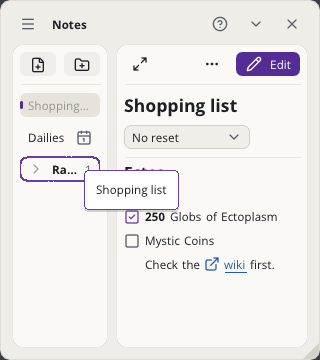 Notes
Shopping...
Dailies
Ra... 1
Edit
Shopping list
No reset
Shopping list
250 Globs of Ectoplasm
Mystic Coins
Check the wiki first.